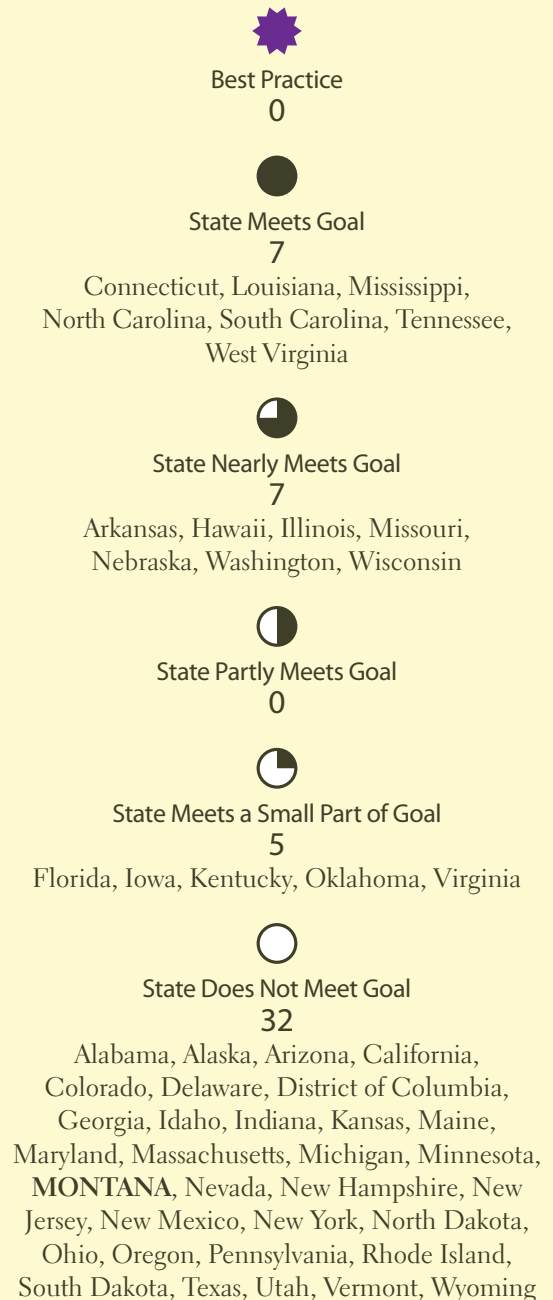 Best Practice
0
State Meets Goal
7
Connecticut, Louisiana, Mississippi,
North Carolina, South Carolina, Tennessee,
West Virginia
State Nearly Meets Goal
7
Arkansas, Hawaii, Illinois, Missouri,
Nebraska, Washington, Wisconsin
State Partly Meets Goal
0
State Meets a Small Part of Goal
5
Florida, Iowa, Kentucky, Oklahoma, Virginia
State Does Not Meet Goal
32
Alabama, Alaska, Arizona, California,
Colorado, Delaware, District of Columbia,
Georgia, Idaho, Indiana, Kansas, Maine,
Maryland, Massachusetts, Michigan, Minnesota,
MONTANA, Nevada, New Hampshire, New
Jersey, New Mexico, New York, North Dakota,
Ohio, Oregon, Pennsylvania, Rhode Island,
South Dakota, Texas, Utah, Vermont, Wyoming